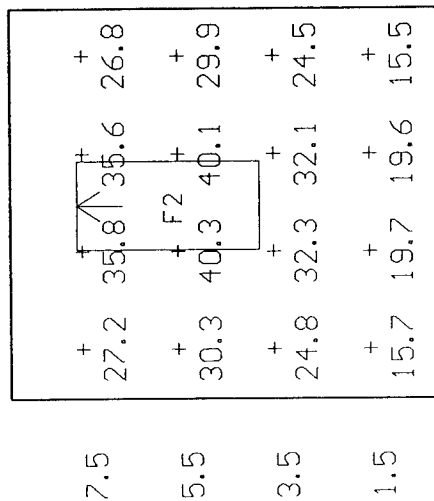 7.5 + 27.2 + 35.8 + 35.6 + 26.8
F2
5.5 + 30.3 + 40.3 + 40.1 + 29.9
3.5 + 24.8 + 32.3 + 32.1 + 24.5
1.5 + 15.7 + 19.7 + 19.6 + 15.5